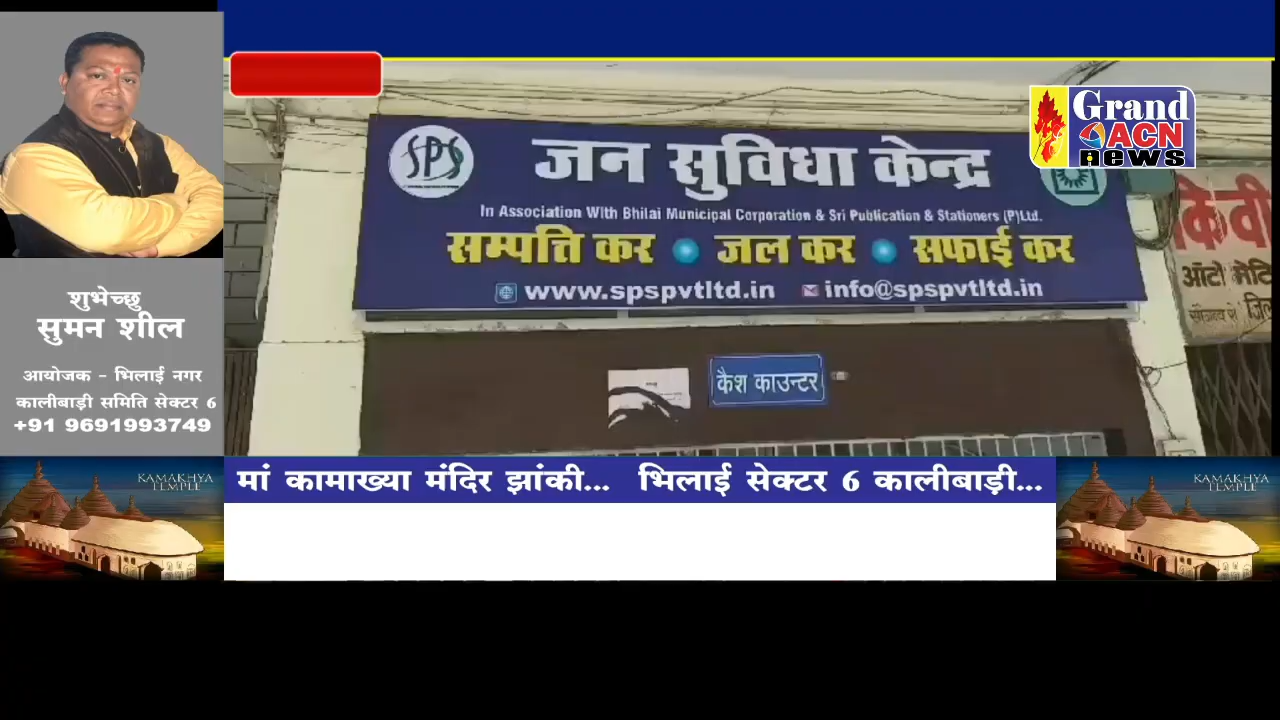 Grand
ACN
news
SPS
जन सुविधा केन्द्र
In Association With Bhilai Municipal Corporation & Sri Publication & Stationers (P)Ltd.
सम्पत्ति कर • जल कर • सफाई कर
www.spspvtltd.in info@spspvtltd.in
कैश काउन्टर
ऑटो
शुभेच्छु
सुमन शील
आयोजक - भिलाई नगर
कालीबाड़ी समिति सेक्टर 6
+91 9691993749
KAMAKHYA
TEMPLE
मां कामाख्या मंदिर झांकी... भिलाई सेक्टर 6 कालीबाड़ी...
KAMAKHYA
TEMPLE